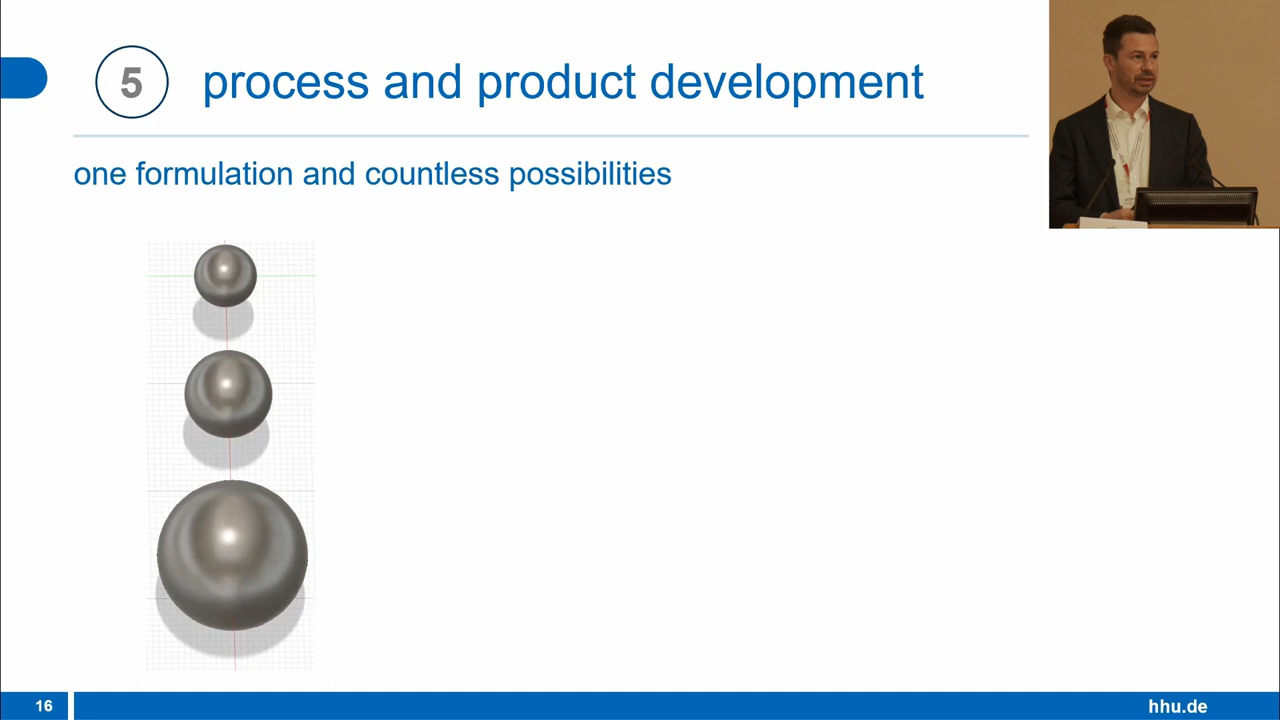 5 process and product development
one formulation and countless possibilities
16
hhu.de